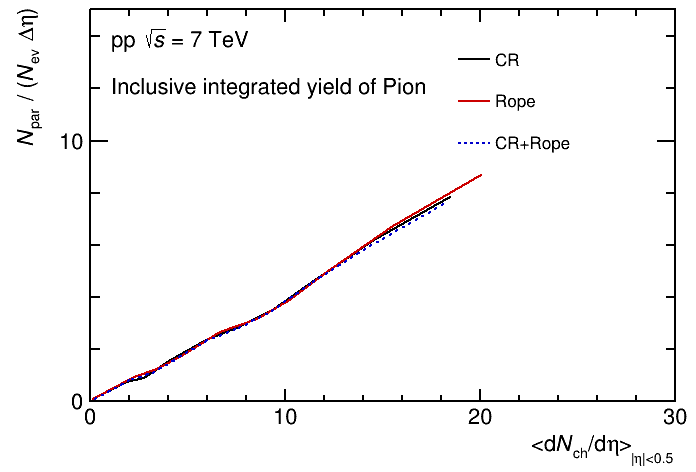 N_par / (N_ev Δη)
pp √s = 7 TeV
Inclusive integrated yield of Pion
CR
Rope
CR+Rope
10
0
0 10 20 30
<dN_ch/dη>_|η|<0.5